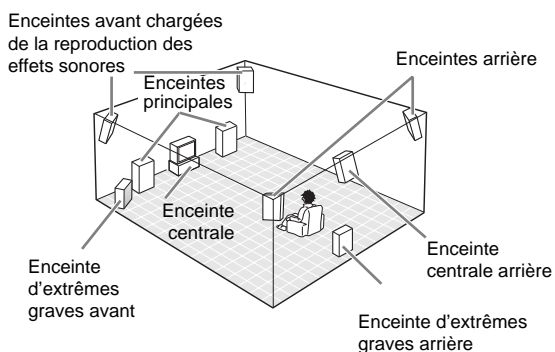 Enceintes avant chargées
de la reproduction des
effets sonores
Enceintes
principales
Enceintes arrière
Enceinte
centrale
Enceinte
d'extrêmes
graves avant
Enceinte
centrale arrière
Enceinte d'extrêmes
graves arrière